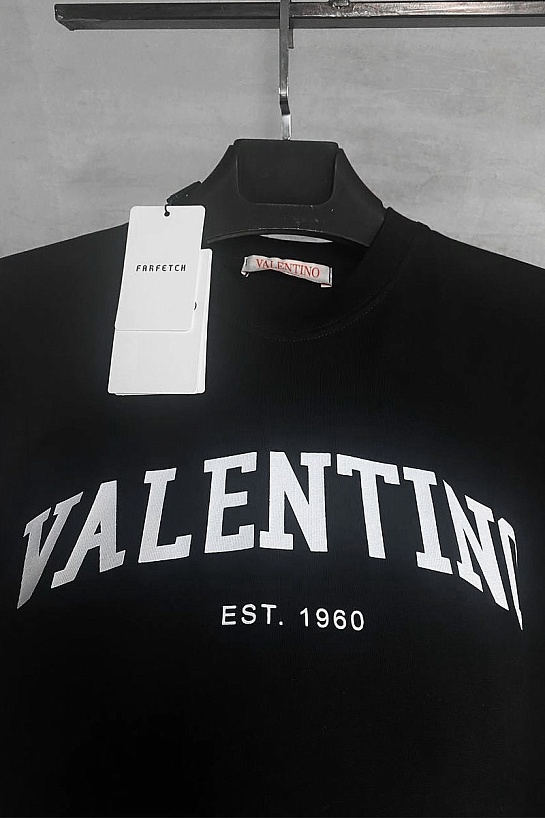 FARFETCH
VALENTINO
VALENTINO
EST. 1960